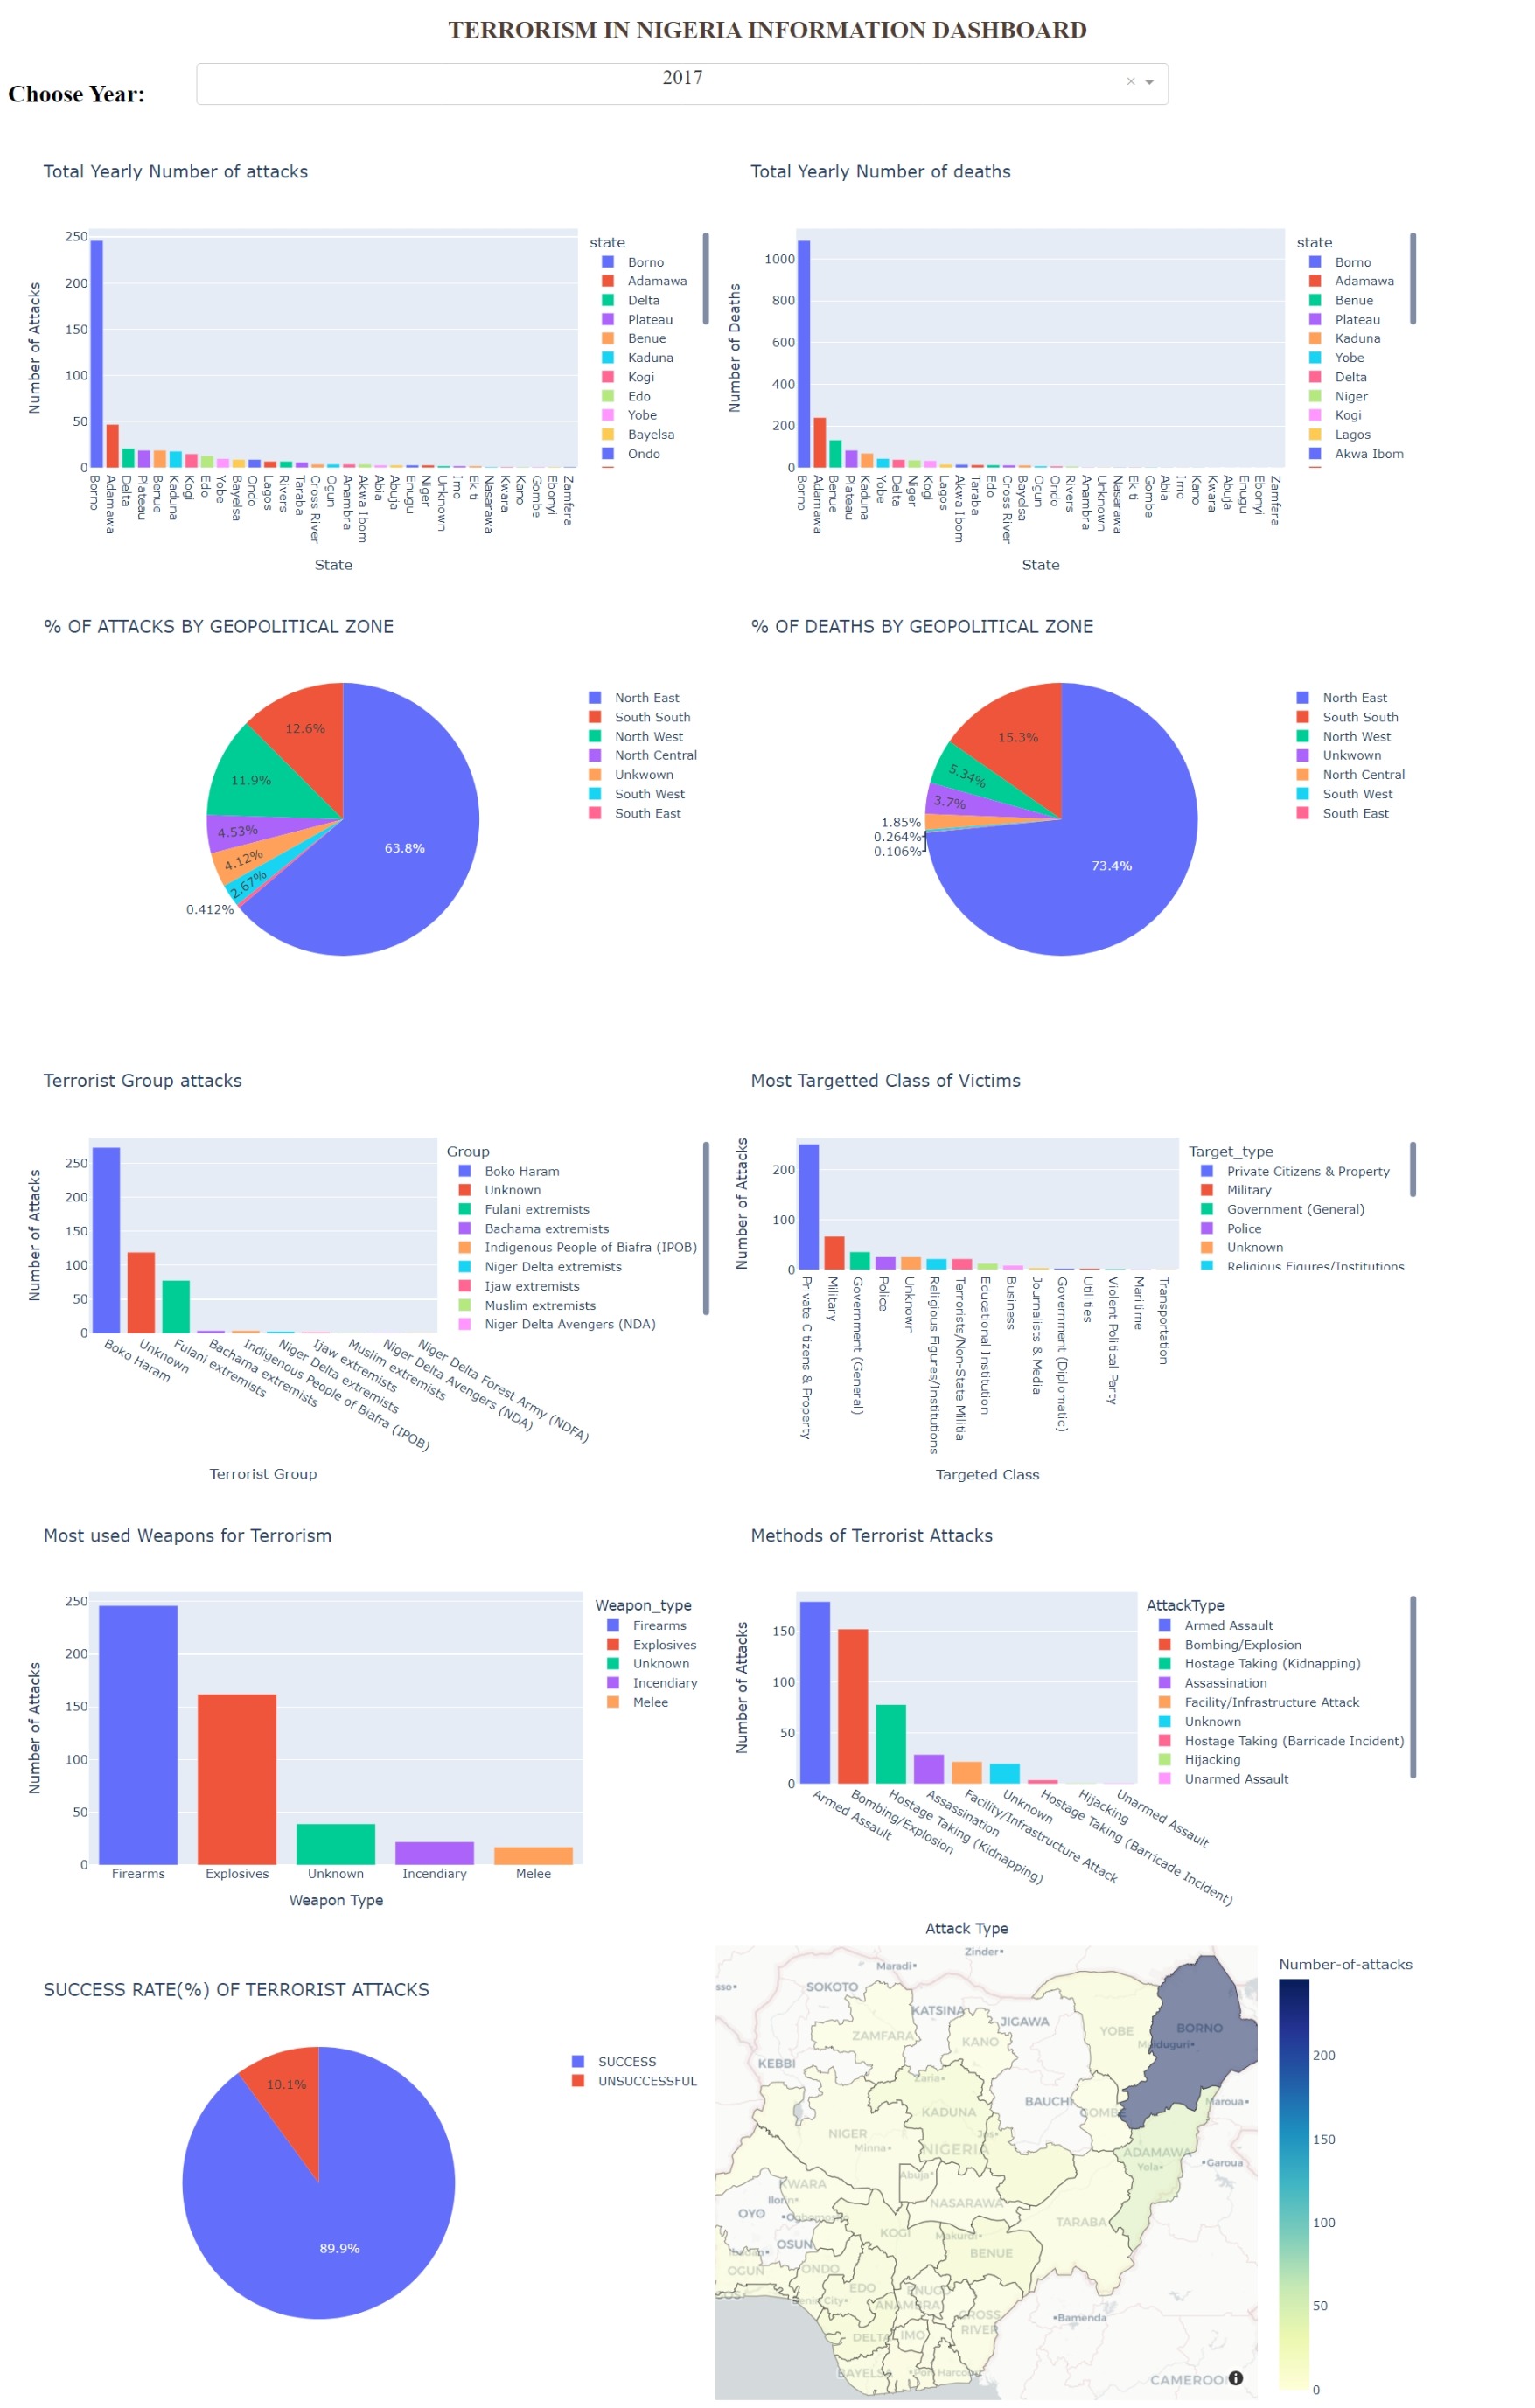 TERRORISM IN NIGERIA INFORMATION DASHBOARD
Choose Year:
2017
×
Total Yearly Number of attacks
Number of Attacks
250
200
150
100
50
0
Borno
Adamawa
Delta
Plateau
Benue
Kaduna
Kogi
Edo
Yobe
Bayelsa
Ondo
Lagos
Rivers
Taraba
Cross River
Ogun
Anambra
Akwa Ibom
Abia
Abuja
Enugu
Niger
Unknown
Imo
Ekiti
Nasarawa
Kwara
Kano
Gombe
Ebonyi
Zamfara
State
state
Borno
Adamawa
Delta
Plateau
Benue
Kaduna
Kogi
Edo
Yobe
Bayelsa
Ondo
Total Yearly Number of deaths
Number of Deaths
1000
800
600
400
200
0
Borno
Adamawa
Benue
Plateau
Kaduna
Yobe
Delta
Niger
Kogi
Lagos
Akwa Ibom
Taraba
Edo
Cross River
Bayelsa
Ogun
Ondo
Rivers
Anambra
Unknown
Nasarawa
Ekiti
Gombe
Abia
Imo
Kano
Kwara
Abuja
Enugu
Ebonyi
Zamfara
State
state
Borno
Adamawa
Benue
Plateau
Kaduna
Yobe
Delta
Niger
Kogi
Lagos
Akwa Ibom
% OF ATTACKS BY GEOPOLITICAL ZONE
12.6%
11.9%
4.53%
4.12%
2.67%
0.412%
63.8%
North East
South South
North West
North Central
Unkwown
South West
South East
% OF DEATHS BY GEOPOLITICAL ZONE
15.3%
5.34%
3.7%
1.85%
0.264%
0.106%
73.4%
North East
South South
North West
Unkwown
North Central
South West
South East
Terrorist Group attacks
Number of Attacks
250
200
150
100
50
0
Boko Haram
Unknown
Fulani extremists
Bachama extremists
Indigenous People of Biafra (IPOB)
Niger Delta extremists
Ijaw extremists
Muslim extremists
Niger Delta Avengers (NDA)
Niger Delta Forest Army (NDFA)
Terrorist Group
Group
Boko Haram
Unknown
Fulani extremists
Bachama extremists
Indigenous People of Biafra (IPOB)
Niger Delta extremists
Ijaw extremists
Muslim extremists
Niger Delta Avengers (NDA)
Most Targetted Class of Victims
Number of Attacks
200
100
0
Private Citizens & Property
Military
Government (General)
Police
Unknown
Religious Figures/Institutions
Terrorists/Non-State Militia
Educational Institution
Business
Journalists & Media
Government (Diplomatic)
Utilities
Violent Political Party
Maritime
Transportation
Targeted Class
Target_type
Private Citizens & Property
Military
Government (General)
Police
Unknown
Religious Figures/Institutions
Most used Weapons for Terrorism
Number of Attacks
250
200
150
100
50
0
Firearms
Explosives
Unknown
Incendiary
Melee
Weapon Type
Weapon_type
Firearms
Explosives
Unknown
Incendiary
Melee
Methods of Terrorist Attacks
Number of Attacks
150
100
50
0
Armed Assault
Bombing/Explosion
Hostage Taking (Kidnapping)
Assassination
Facility/Infrastructure Attack
Unknown
Hostage Taking (Barricade Incident)
Hijacking
Unarmed Assault
Attack Type
AttackType
Armed Assault
Bombing/Explosion
Hostage Taking (Kidnapping)
Assassination
Facility/Infrastructure Attack
Unknown
Hostage Taking (Barricade Incident)
Hijacking
Unarmed Assault
SUCCESS RATE(%) OF TERRORIST ATTACKS
10.1%
89.9%
SUCCESS
UNSUCCESSFUL
Zinder
Maradi
sso
SOKOTO
KATSINA
JIGAWA
ZAMFARA
KANO
YOBE
BORNO
Maiduguri
KEBBI
Zaria
KADUNA
BAUCHI
GOMBE
Maroua
NIGER
Jos
Minna
NIGERIA
ADAMAWA
Yola
Garoua
Abuja
KWARA
Ilorin
NASARAWA
OYO
Ogbomoso
TARABA
KOGI
Makurdi
OSUN
Ibadan
BENUE
OGUN
ONDO
EDO
ENUGU
Benin City
ANAMBRA
CROSS
RIVER
Bamenda
DELTA
IMO
BAYELSA
Port Harcourt
CAMEROO
Number-of-attacks
200
150
100
50
0